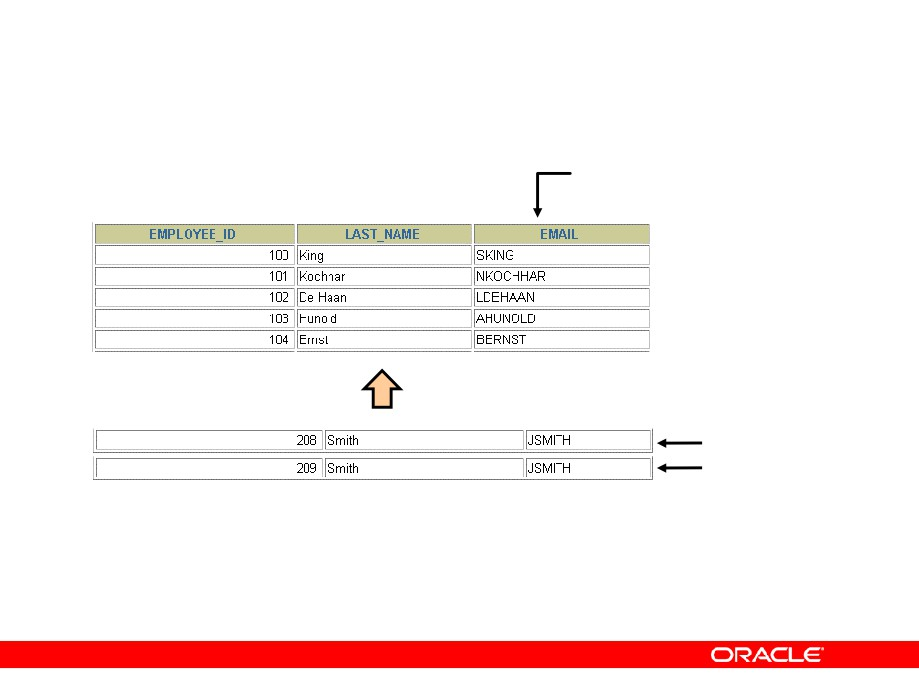 EMPLOYEE_ID LAST_NAME EMAIL
100 King SKING
101 Kochhar NKOCHHAR
102 De Haan LDEHAAN
103 Hunold AHUNOLD
104 Ernst BERNST
208 Smith JSMITH
209 Smith JSMITH
ORACLE